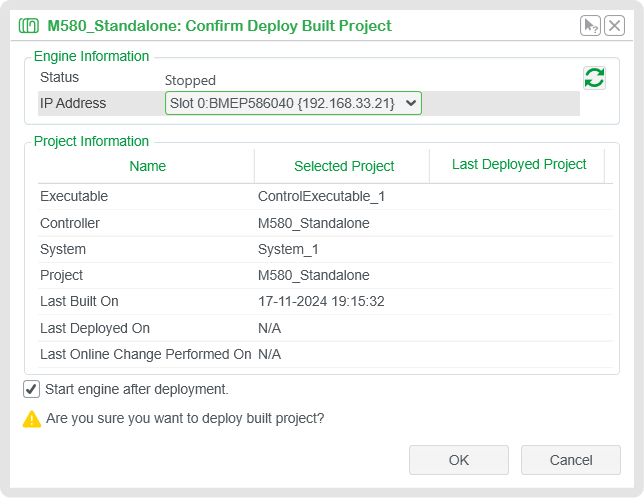 M580_Standalone: Confirm Deploy Built Project
Engine Information
Status Stopped
IP Address Slot 0:BMEP586040 {192.168.33.21}
Project Information
Name Selected Project Last Deployed Project
Executable ControlExecutable_1
Controller M580_Standalone
System System_1
Project M580_Standalone
Last Built On 17-11-2024 19:15:32
Last Deployed On N/A
Last Online Change Performed On N/A
Start engine after deployment.
Are you sure you want to deploy built project?
OK Cancel